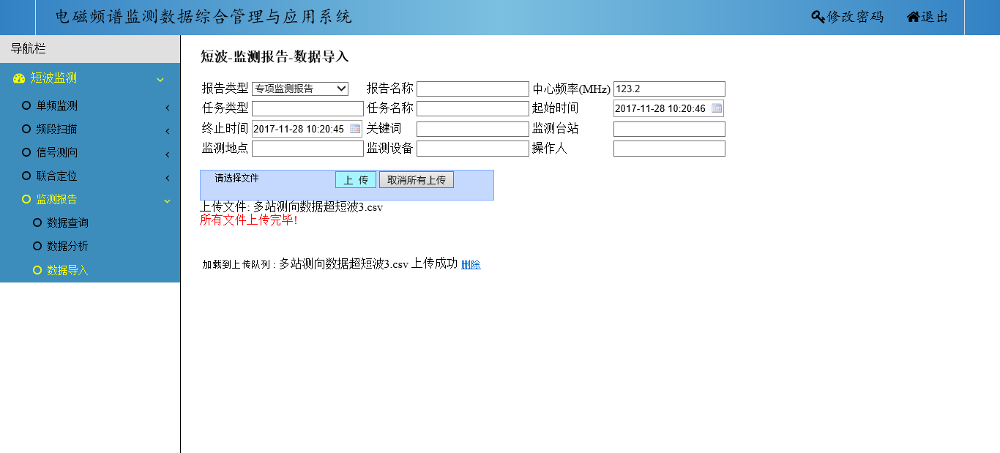 电磁频谱监测数据综合管理与应用系统 修改密码 退出
导航栏
短波监测
单频监测
频段扫描
信号测向
联合定位
监测报告
数据查询
数据分析
数据导入
短波-监测报告-数据导入
报告类型 专项监测报告 报告名称 中心频率(MHz) 123.2
任务类型 任务名称 起始时间 2017-11-28 10:20:46
终止时间 2017-11-28 10:20:45 关键词 监测台站
监测地点 监测设备 操作人
请选择文件 上 传 取消所有上传
上传文件: 多站测向数据超短波3.csv
所有文件上传完毕!
加载到上传队列 : 多站测向数据超短波3.csv 上传成功 删除